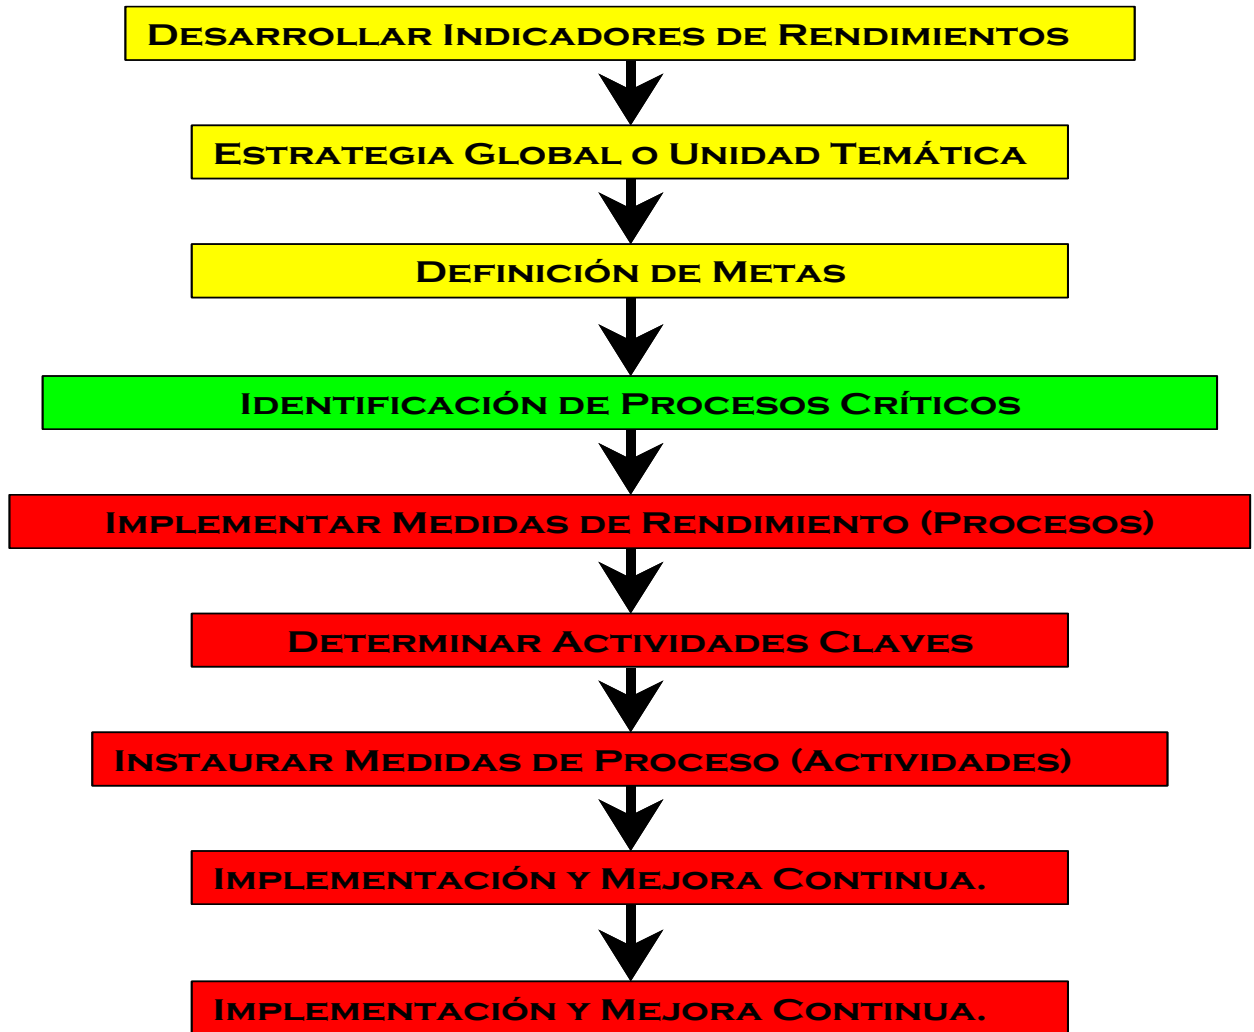 Desarrollar Indicadores de Rendimientos
Estrategia Global o Unidad Temática
Definición de Metas
Identificación de Procesos Críticos
Implementar Medidas de Rendimiento (Procesos)
Determinar Actividades Claves
Instaurar Medidas de Proceso (Actividades)
Implementación y Mejora Continua.
Implementación y Mejora Continua.